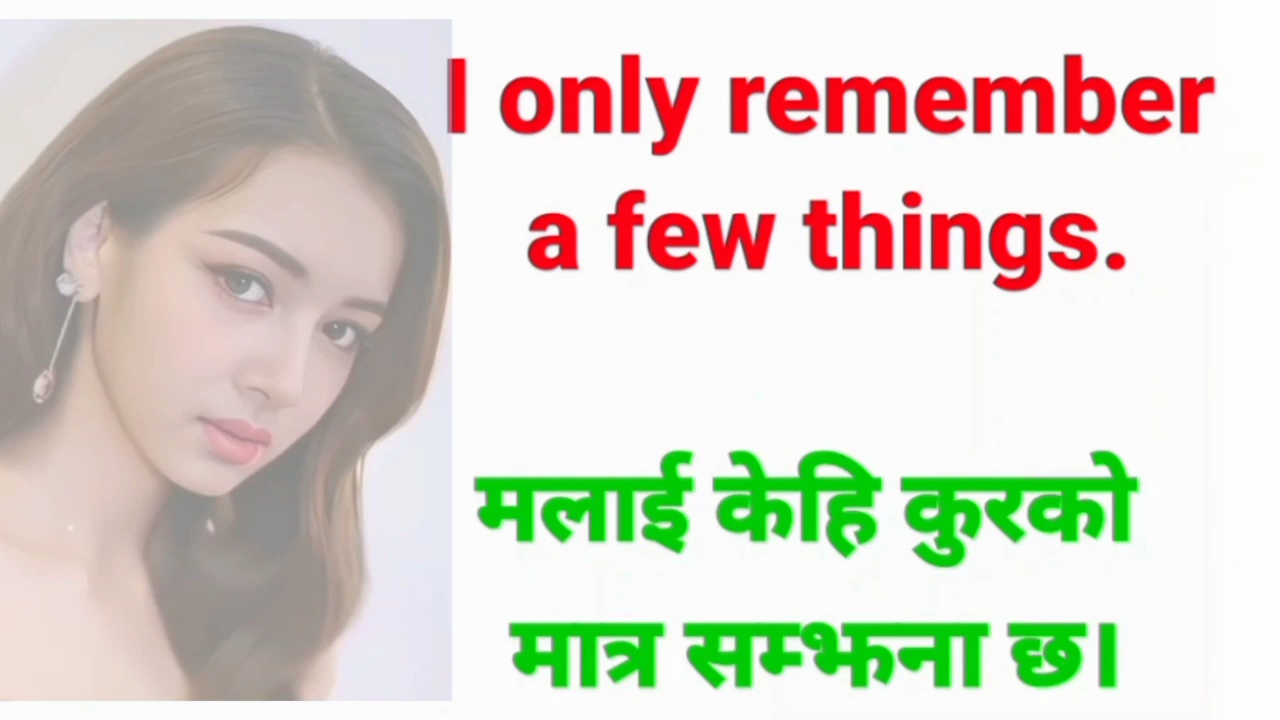 I only remember
a few things.
मलाई केहि कुरको
मात्र सम्झना छ।